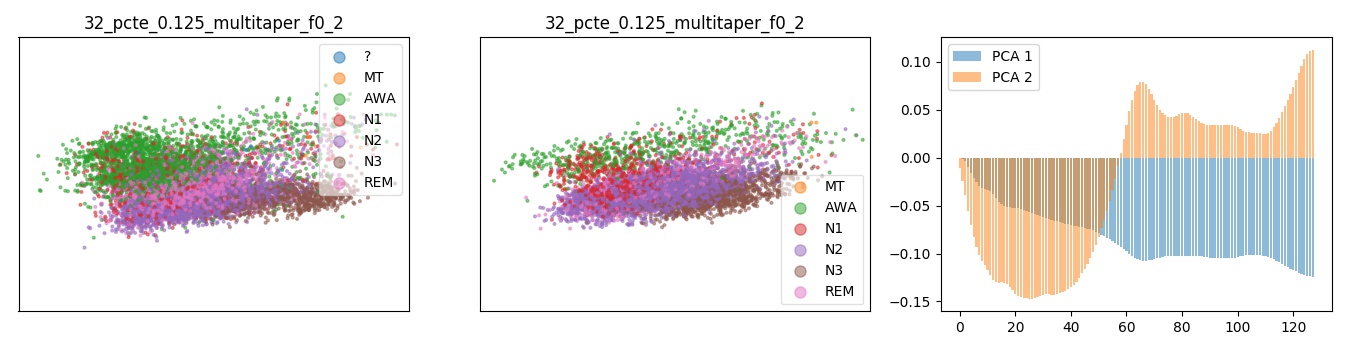 32_pcte_0.125_multitaper_f0_2
?
MT
AWA
N1
N2
N3
REM
32_pcte_0.125_multitaper_f0_2
MT
AWA
N1
N2
N3
REM
PCA 1
PCA 2
0.10
0.05
0.00
−0.05
−0.10
−0.15
0 20 40 60 80 100 120